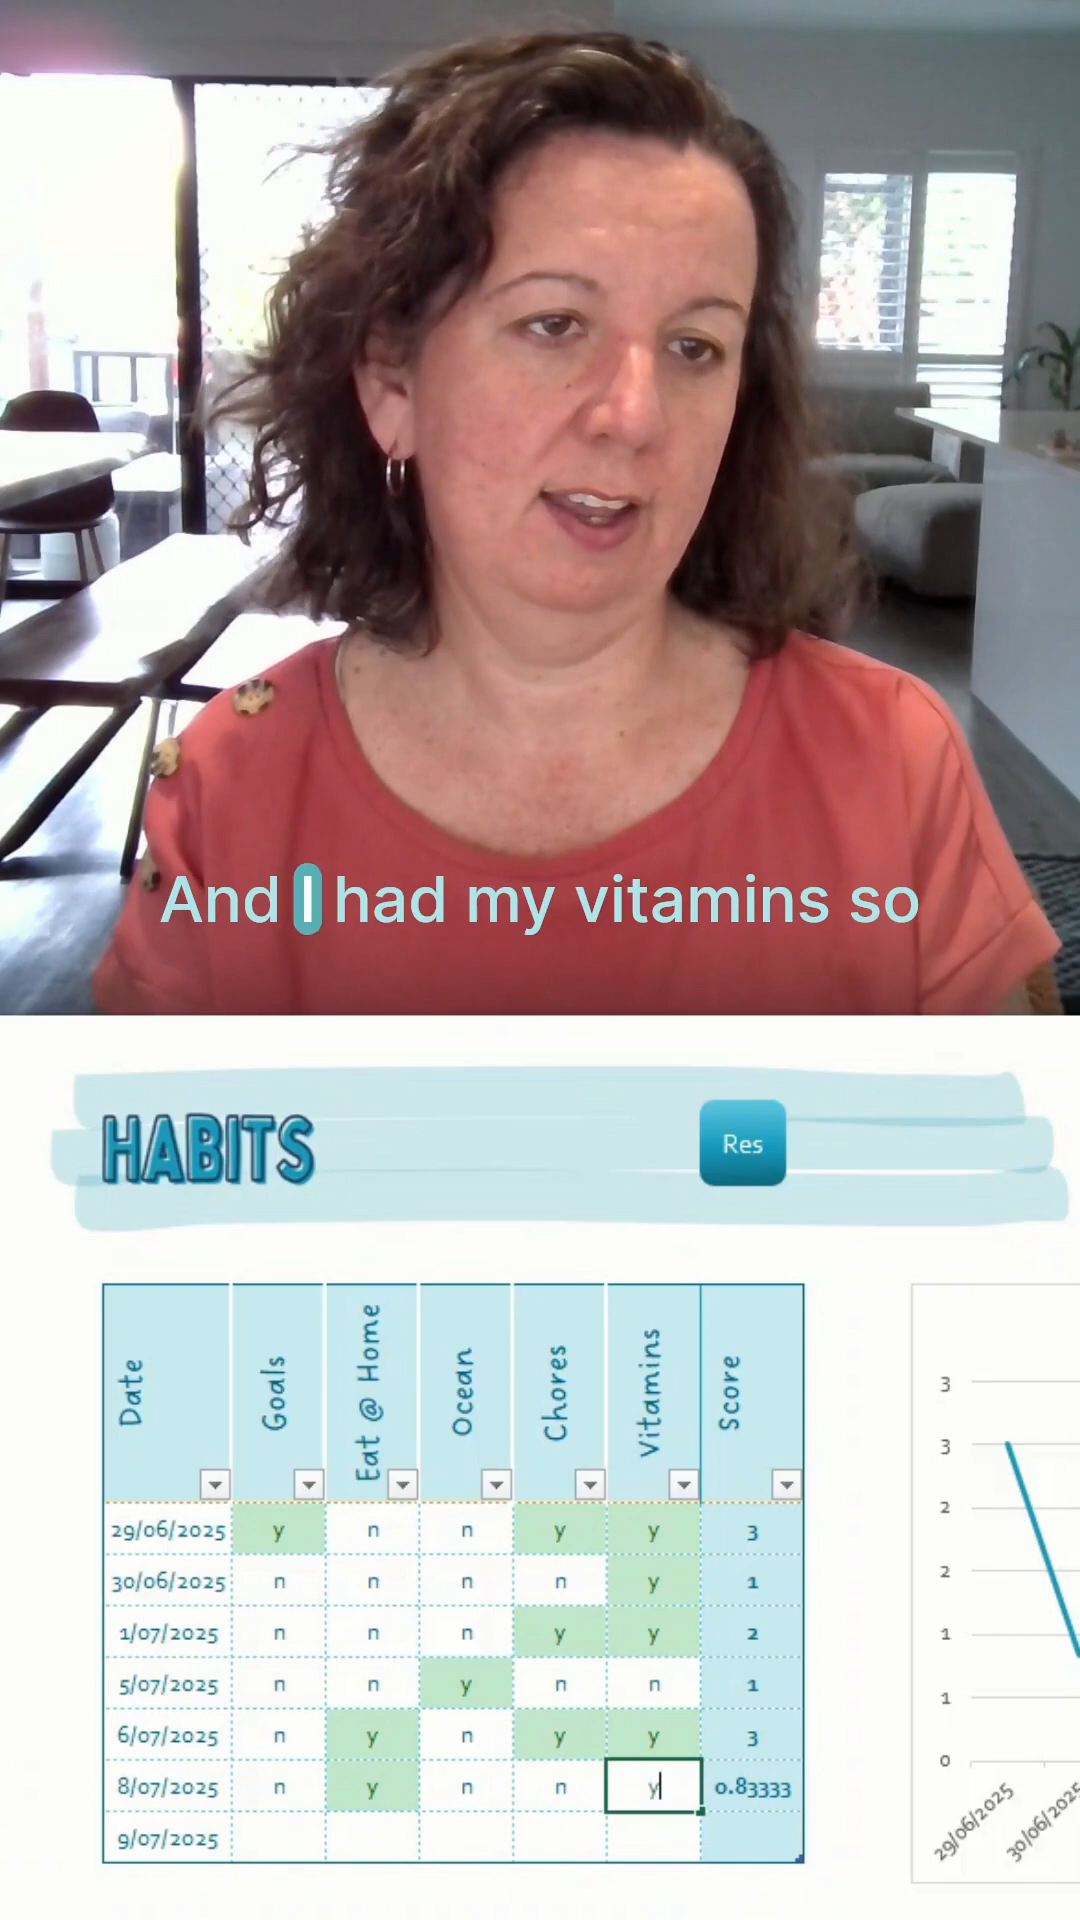 And I had my vitamins so
HABITS
Res
Date Goals Eat @ Home Ocean Chores Vitamins Score
29/06/2025 y n n y y 3
30/06/2025 n n n n y 1
1/07/2025 n n n y y 2
5/07/2025 n n y n n 1
6/07/2025 n y n y y 3
8/07/2025 n y n n y 0.83333
9/07/2025
3
3
2
2
1
1
0
29/06/2025
30/06/2025